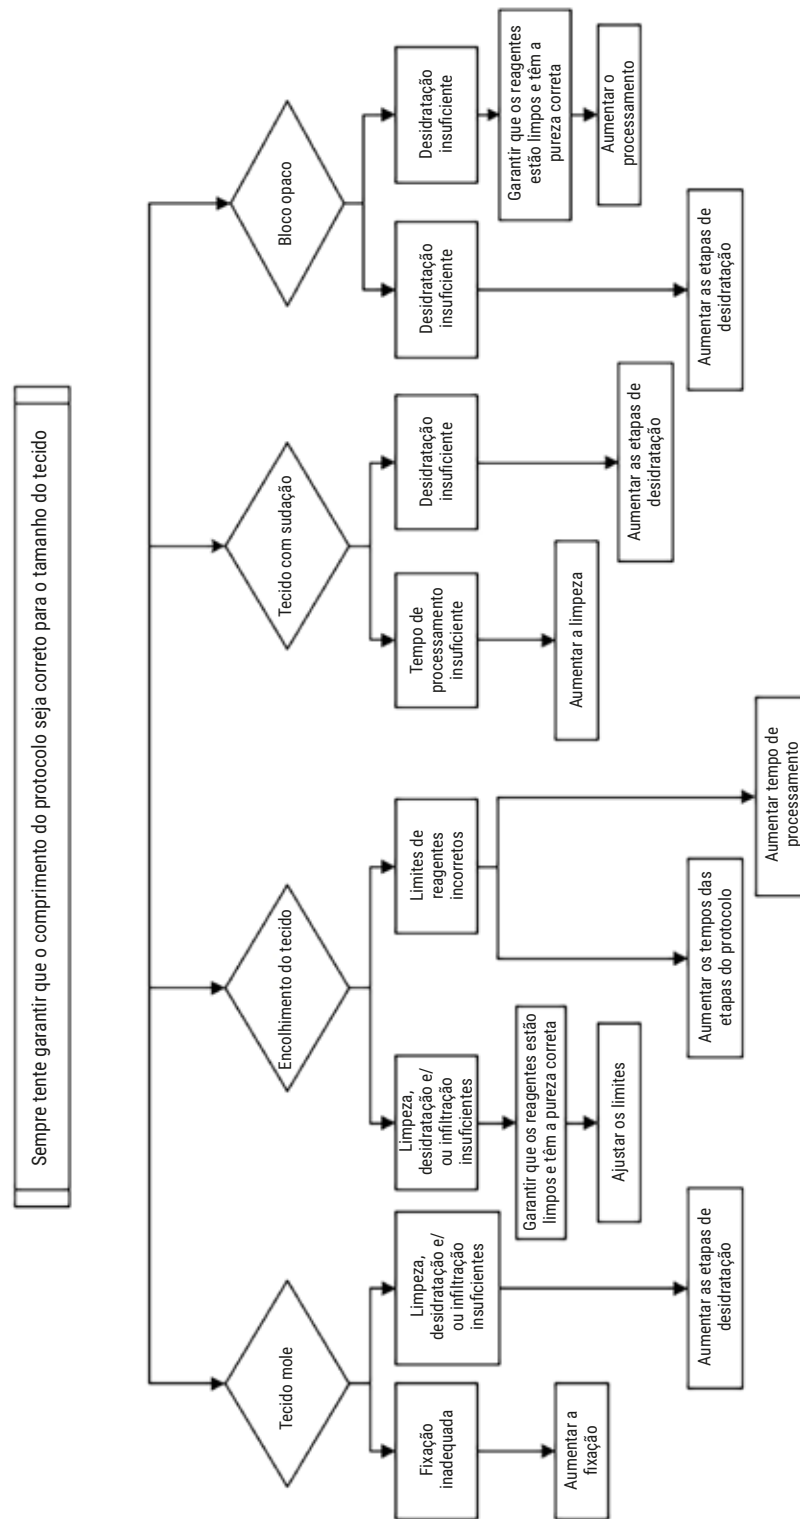 Sempre tente garantir que o comprimento do protocolo seja correto para o tamanho do tecido
Tecido mole
Encolhimento do tecido
Tecido com sudação
Bloco opaco
Fixação
inadequada
Limpeza,
desidratação e/
ou infiltração
insuficientes
Limpeza,
desidratação e/
ou infiltração
insuficientes
Limites de
reagentes
incorretos
Tempo de
processamento
insuficiente
Desidratação
insuficiente
Desidratação
insuficiente
Desidratação
insuficiente
Aumentar a
fixação
Aumentar as etapas de
desidratação
Garantir que os reagentes estão
limpos e têm a pureza correta
Ajustar os limites
Aumentar os tempos das
etapas do protocolo
Aumentar tempo de
processamento
Aumentar a limpeza
Aumentar as etapas de
desidratação
Aumentar as etapas de
desidratação
Garantir que os reagentes
estão limpos e têm a
pureza correta
Aumentar o
processamento